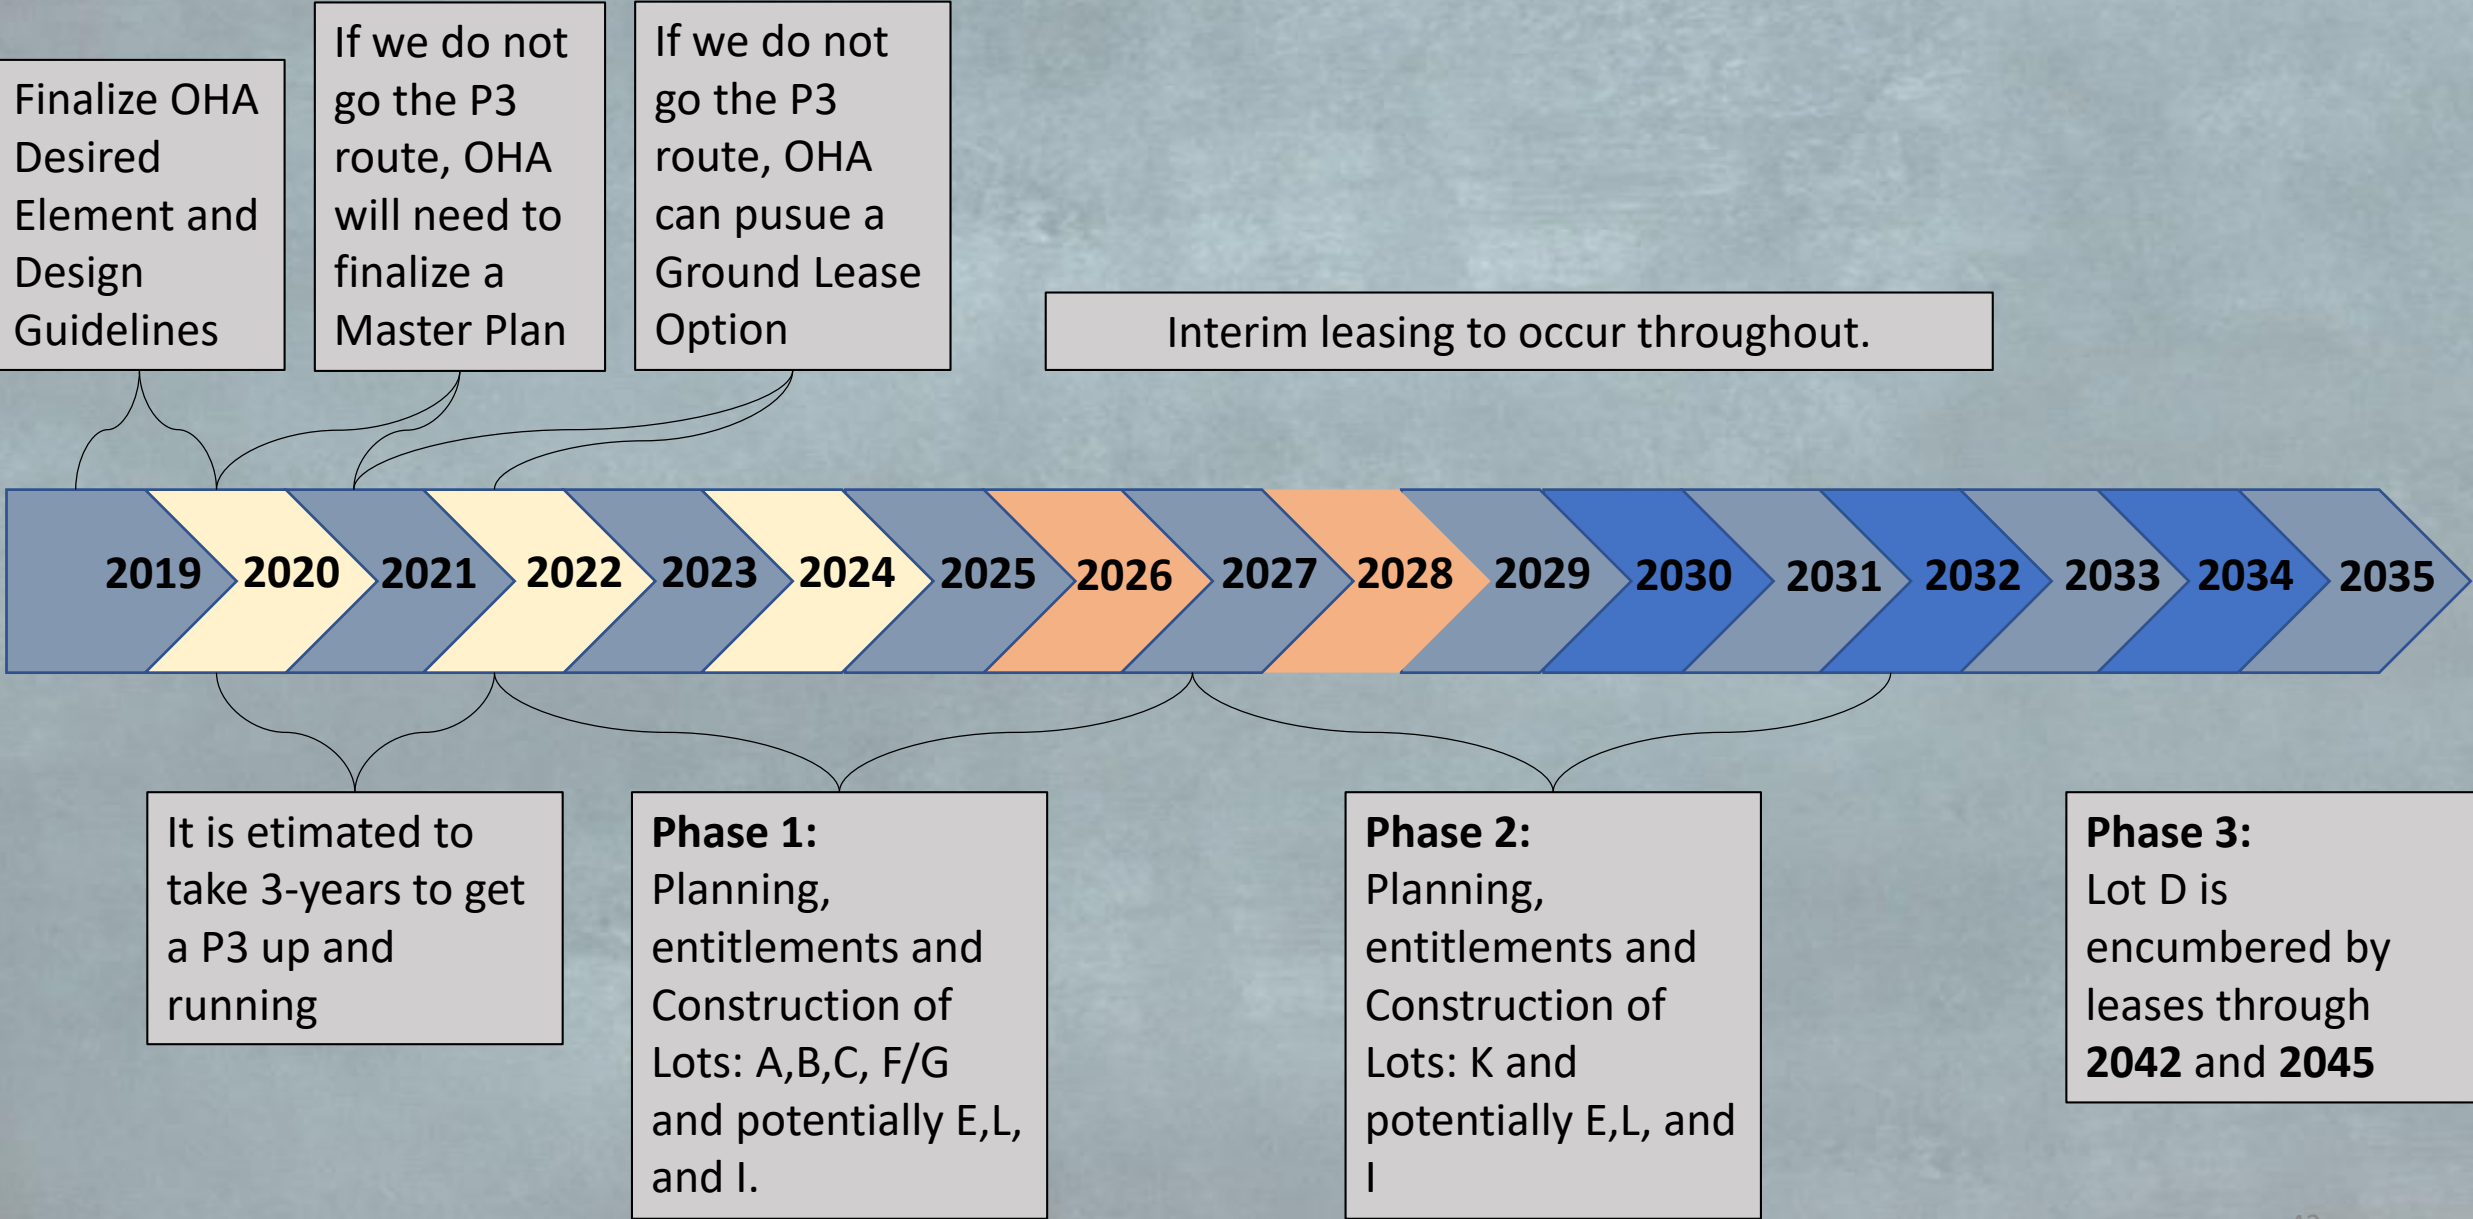 Finalize OHA
Desired
Element and
Design
Guidelines
If we do not
go the P3
route, OHA
will need to
finalize a
Master Plan
If we do not
go the P3
route, OHA
can pusue a
Ground Lease
Option
Interim leasing to occur throughout.
2019 2020 2021 2022 2023 2024 2025 2026 2027 2028 2029 2030 2031 2032 2033 2034 2035
It is etimated to
take 3-years to get
a P3 up and
running
Phase 1:
Planning,
entitlements and
Construction of
Lots: A,B,C, F/G
and potentially E,L,
and I.
Phase 2:
Planning,
entitlements and
Construction of
Lots: K and
potentially E,L, and
I
Phase 3:
Lot D is
encumbered by
leases through
2042 and 2045